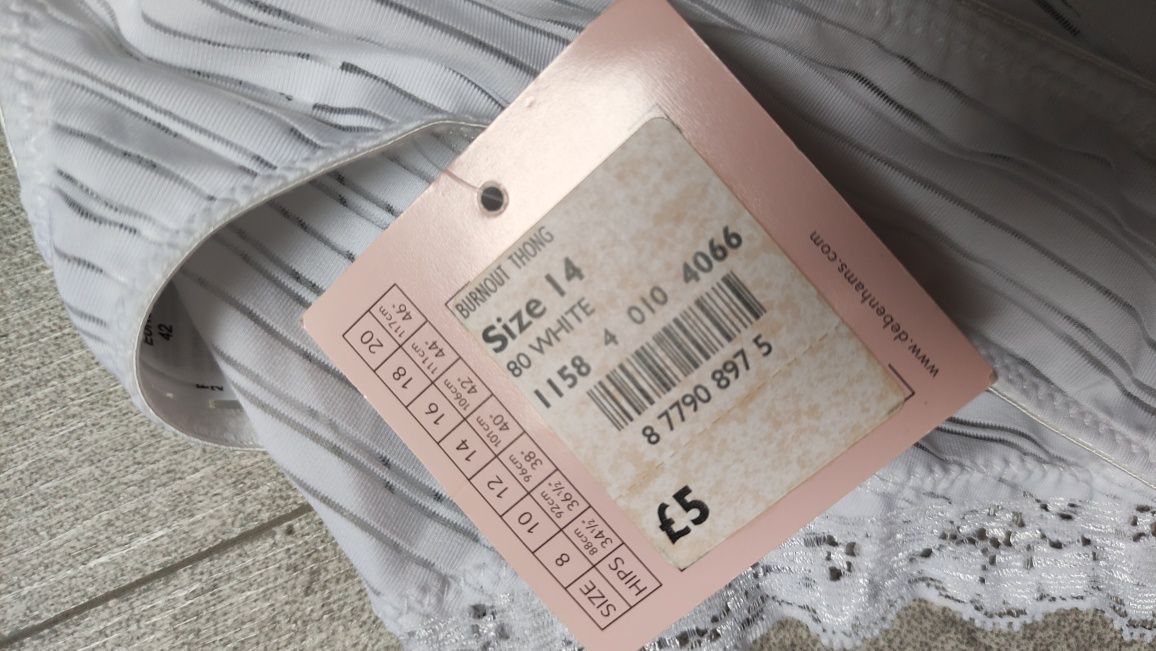 BURNOUT THONG
Size 14
80 WHITE
1158 4 010 4066
8 7790 8975
£5
www.debenhams.com
SIZE 8 10 12 14 16 18 20
HIPS 34½" 36½" 38" 40" 42" 44" 46"
88cm 92cm 96cm 101cm 106cm 111cm 117cm
42